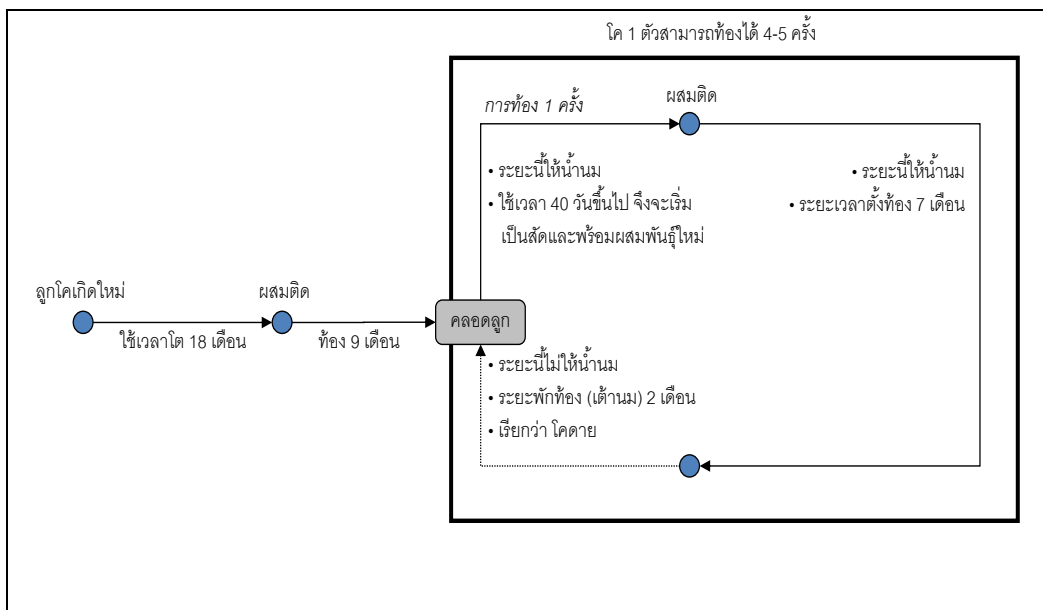 โค 1 ตัวสามารถท้องได้ 4-5 ครั้ง
การท้อง 1 ครั้ง
ผสมติด
• ระยะนี้ให้น้ำนม
• ใช้เวลา 40 วันขึ้นไป จึงจะเริ่ม
เป็นสัดและพร้อมผสมพันธุ์ใหม่
• ระยะนี้ให้น้ำนม
• ระยะเวลาตั้งท้อง 7 เดือน
ลูกโคเกิดใหม่
ผสมติด
คลอดลูก
ใช้เวลาโต 18 เดือน
ท้อง 9 เดือน
• ระยะนี้ไม่ให้น้ำนม
• ระยะพักท้อง (เต้านม) 2 เดือน
• เรียกว่า โคดาย